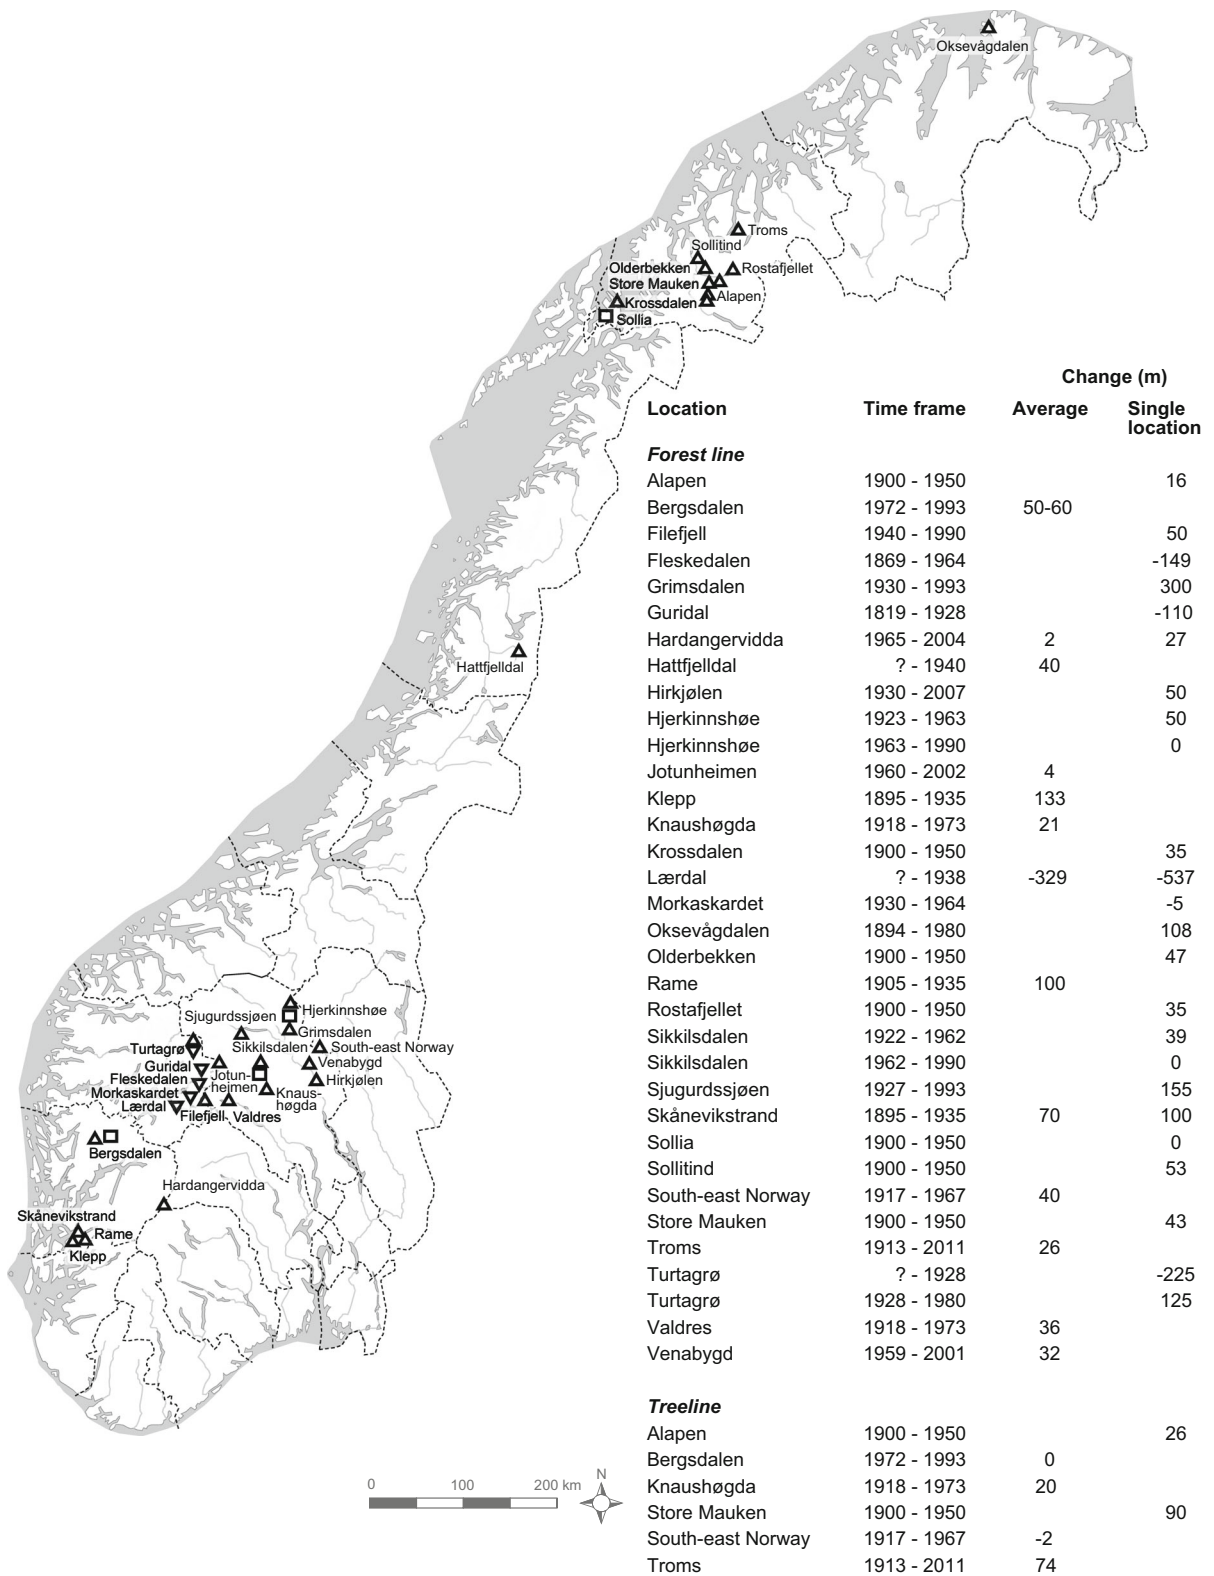 Oksevågdalen
Troms
Sollitind
Olderbekken
Rostafjellet
Store Mauken
Alapen
Krossdalen
Sollia
Hattfjelldal
Sjugurdssjøen
Hjerkinnshøe
Grimsdalen
Turtagrø
Sikkilsdalen
South-east Norway
Guridal
Venabygd
Fleskedalen
Jotun-
heimen
Hirkjølen
Morkaskardet
Knaus-
høgda
Lærdal
Filefjell
Valdres
Bergsdalen
Hardangervidda
Skånevikstrand
Rame
Klepp
0 100 200 km
N
Change (m)
Location Time frame Average Single
location
Forest line
Alapen 1900 - 1950 16
Bergsdalen 1972 - 1993 50-60
Filefjell 1940 - 1990 50
Fleskedalen 1869 - 1964 -149
Grimsdalen 1930 - 1993 300
Guridal 1819 - 1928 -110
Hardangervidda 1965 - 2004 2 27
Hattfjelldal ? - 1940 40
Hirkjølen 1930 - 2007 50
Hjerkinnshøe 1923 - 1963 50
Hjerkinnshøe 1963 - 1990 0
Jotunheimen 1960 - 2002 4
Klepp 1895 - 1935 133
Knaushøgda 1918 - 1973 21
Krossdalen 1900 - 1950 35
Lærdal ? - 1938 -329 -537
Morkaskardet 1930 - 1964 -5
Oksevågdalen 1894 - 1980 108
Olderbekken 1900 - 1950 47
Rame 1905 - 1935 100
Rostafjellet 1900 - 1950 35
Sikkilsdalen 1922 - 1962 39
Sikkilsdalen 1962 - 1990 0
Sjugurdssjøen 1927 - 1993 155
Skånevikstrand 1895 - 1935 70 100
Sollia 1900 - 1950 0
Sollitind 1900 - 1950 53
South-east Norway 1917 - 1967 40
Store Mauken 1900 - 1950 43
Troms 1913 - 2011 26
Turtagrø ? - 1928 -225
Turtagrø 1928 - 1980 125
Valdres 1918 - 1973 36
Venabygd 1959 - 2001 32
Treeline
Alapen 1900 - 1950 26
Bergsdalen 1972 - 1993 0
Knaushøgda 1918 - 1973 20
Store Mauken 1900 - 1950 90
South-east Norway 1917 - 1967 -2
Troms 1913 - 2011 74